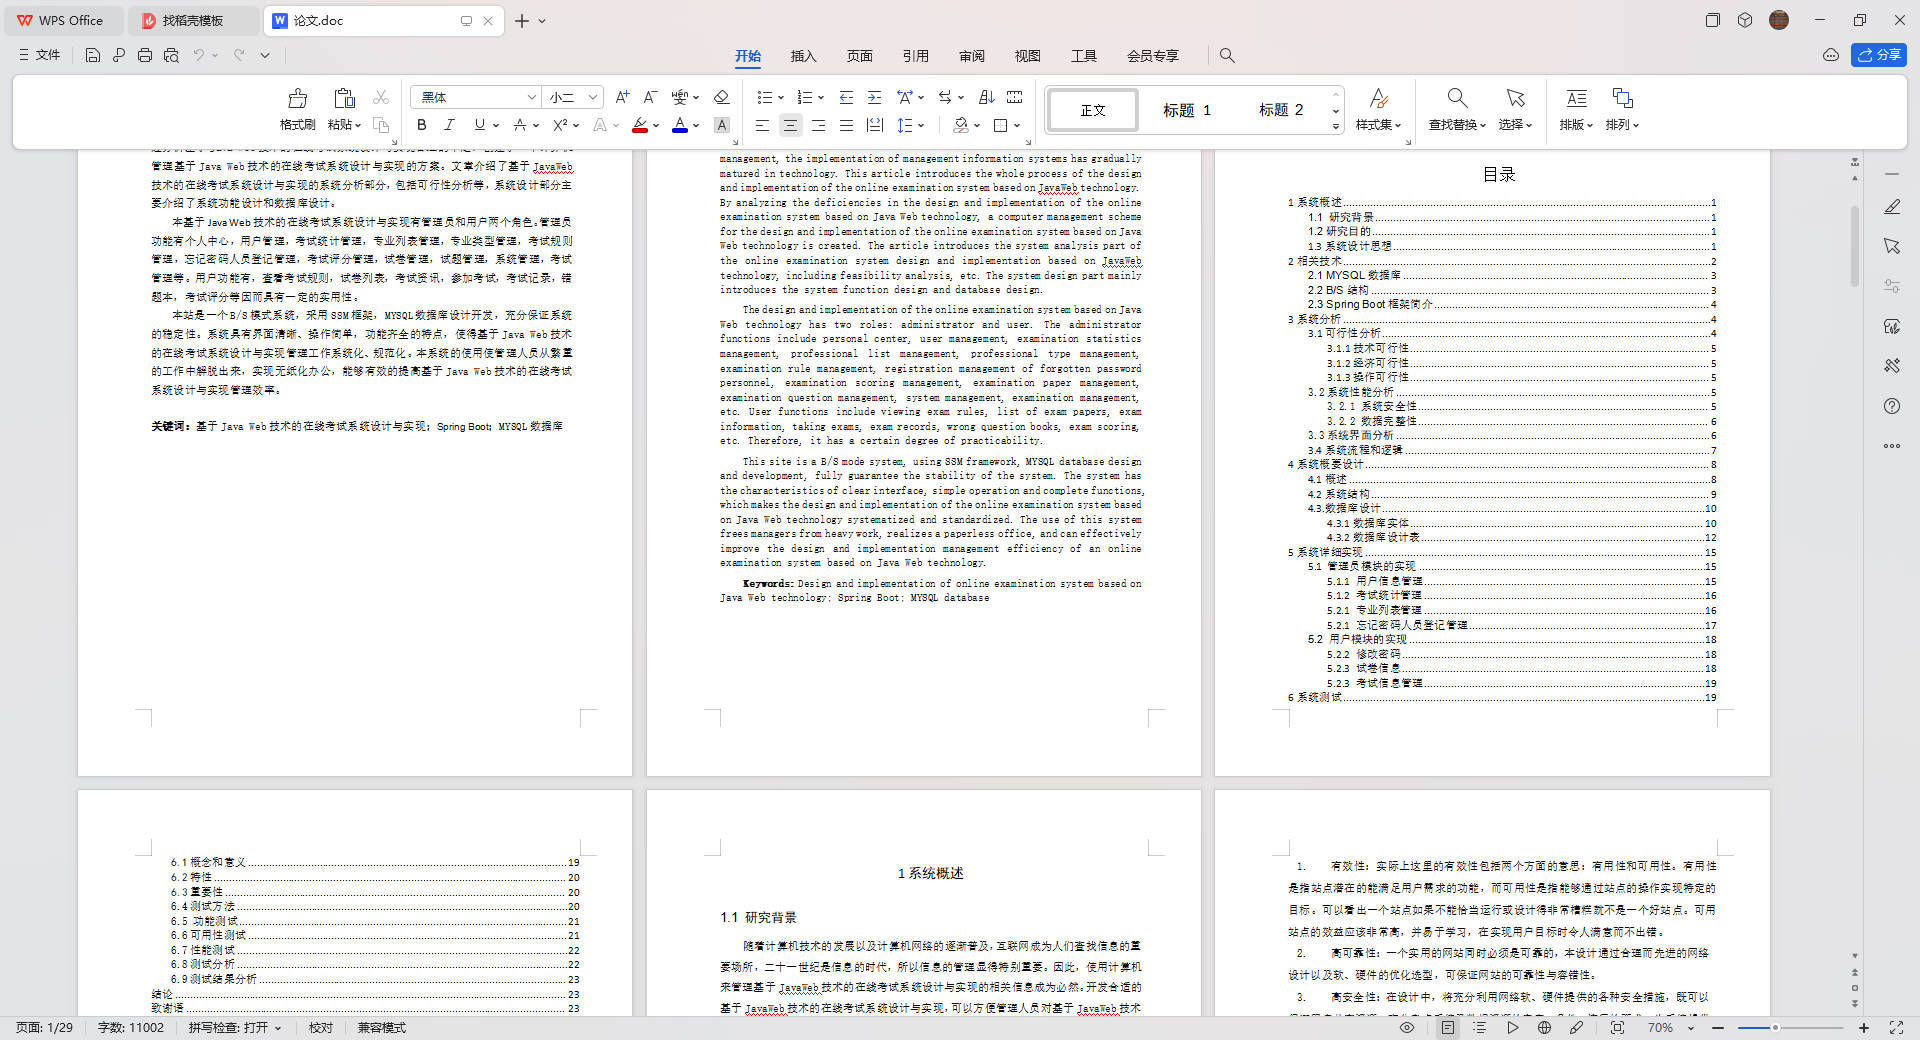 WPS Office
找稻壳模板
论文.doc
文件
开始
插入
页面
引用
审阅
视图
工具
会员专享
分享
格式刷
粘贴
黑体
小二
正文
标题 1
标题 2
样式集
查找替换
选择
排版
排列
管理基于 Java Web 技术的在线考试系统设计与实现的方案。文章介绍了基于 JavaWeb
技术的在线考试系统设计与实现的系统分析部分，包括可行性分析等，系统设计部分主
要介绍了系统功能设计和数据库设计。
本基于 Java Web 技术的在线考试系统设计与实现有管理员和用户两个角色。管理员
功能有个人中心，用户管理，考试统计管理，专业列表管理，专业类型管理，考试规则
管理，忘记密码人员登记管理，考试评分管理，试卷管理，试题管理，系统管理，考试
管理等。用户功能有，查看考试规则，试卷列表，考试资讯，参加考试，考试记录，错
题本，考试评分等因而具有一定的实用性。
本站是一个 B/S 模式系统，采用 SSM 框架，MYSQL 数据库设计开发，充分保证系统
的稳定性。系统具有界面清晰、操作简单，功能齐全的特点，使得基于 Java Web 技术
的在线考试系统设计与实现管理工作系统化、规范化。本系统的使用使管理人员从繁重
的工作中解脱出来，实现无纸化办公，能够有效的提高基于 Java Web 技术的在线考试
系统设计与实现管理效率。
关键词：基于 Java Web 技术的在线考试系统设计与实现；Spring Boot；MYSQL 数据库
management, the implementation of management information systems has gradually
matured in technology. This article introduces the whole process of the design
and implementation of the online examination system based on JavaWeb technology.
By analyzing the deficiencies in the design and implementation of the online
examination system based on Java Web technology, a computer management scheme
for the design and implementation of the online examination system based on Java
Web technology is created. The article introduces the system analysis part of
the online examination system design and implementation based on JavaWeb
technology, including feasibility analysis, etc. The system design part mainly
introduces the system function design and database design.
The design and implementation of the online examination system based on Java
Web technology has two roles: administrator and user. The administrator
functions include personal center, user management, examination statistics
management, professional list management, professional type management,
examination rule management, registration management of forgotten password
personnel, examination scoring management, examination paper management,
examination question management, system management, examination management,
etc. User functions include viewing exam rules, list of exam papers, exam
information, taking exams, exam records, wrong question books, exam scoring,
etc. Therefore, it has a certain degree of practicability.
This site is a B/S mode system, using SSM framework, MYSQL database design
and development, fully guarantee the stability of the system. The system has
the characteristics of clear interface, simple operation and complete functions,
which makes the design and implementation of the online examination system based
on Java Web technology systematized and standardized. The use of this system
frees managers from heavy work, realizes a paperless office, and can effectively
improve the design and implementation management efficiency of an online
examination system based on Java Web technology.
Keywords: Design and implementation of online examination system based on
Java Web technology; Spring Boot; MYSQL database
目录
1 系统概述 1
1.1 研究背景 1
1.2 研究目的 1
1.3 系统设计思想 1
2 相关技术 2
2.1 MYSQL 数据库 3
2.2 B/S 结构 3
2.3 Spring Boot 框架简介 4
3 系统分析 4
3.1 可行性分析 4
3.1.1 技术可行性 5
3.1.2 经济可行性 5
3.1.3 操作可行性 5
3.2 系统性能分析 5
3.2.1 系统安全性 5
3.2.2 数据完整性 6
3.3 系统界面分析 6
3.4 系统流程和逻辑 7
4 系统概要设计 8
4.1 概述 8
4.2 系统结构 9
4.3.数据库设计 10
4.3.1 数据库实体 10
4.3.2 数据库设计表 12
5 系统详细实现 15
5.1 管理员模块的实现 15
5.1.1 用户信息管理 15
5.1.2 考试统计管理 16
5.2.1 专业列表管理 16
5.2.1 忘记密码人员登记管理 17
5.2 用户模块的实现 18
5.2.2 修改密码 18
5.2.3 试卷信息 18
5.2.3 考试信息管理 19
6 系统测试 19
6.1 概念和意义 19
6.2 特性 20
6.3 重要性 20
6.4 测试方法 20
6.5 功能测试 21
6.6 可用性测试 21
6.7 性能测试 22
6.8 测试分析 22
6.9 测试结果分析 23
结论 23
致谢语 23
1 系统概述
1.1 研究背景
随着计算机技术的发展以及计算机网络的逐渐普及，互联网成为人们查找信息的重
要场所，二十一世纪是信息的时代，所以信息的管理显得特别重要。因此，使用计算机
来管理基于 JavaWeb 技术的在线考试系统设计与实现的相关信息成为必然。开发合适的
基于 JavaWeb 技术的在线考试系统设计与实现，可以方便管理人员对基于 JavaWeb 技术
1. 有效性：实际上这里的有效性包括两个方面的意思：有用性和可用性。有用性
是指站点潜在的能满足用户需求的功能，而可用性是指能够通过站点的操作实现特定的
目标。可以看出一个站点如果不能恰当运行或设计得非常糟糕就不是一个好站点。可用
站点的效益应该非常高，并易于学习，在实现用户目标时令人满意而不出错。
2. 高可靠性：一个实用的网站同时必须是可靠的，本设计通过合理而先进的网络
设计以及软、硬件的优化选型，可保证网站的可靠性与容错性。
3. 高安全性：在设计中，将充分利用网络软、硬件提供的各种安全措施，既可以
页面: 1/29
字数: 11002
拼写检查: 打开
校对
兼容模式
70%